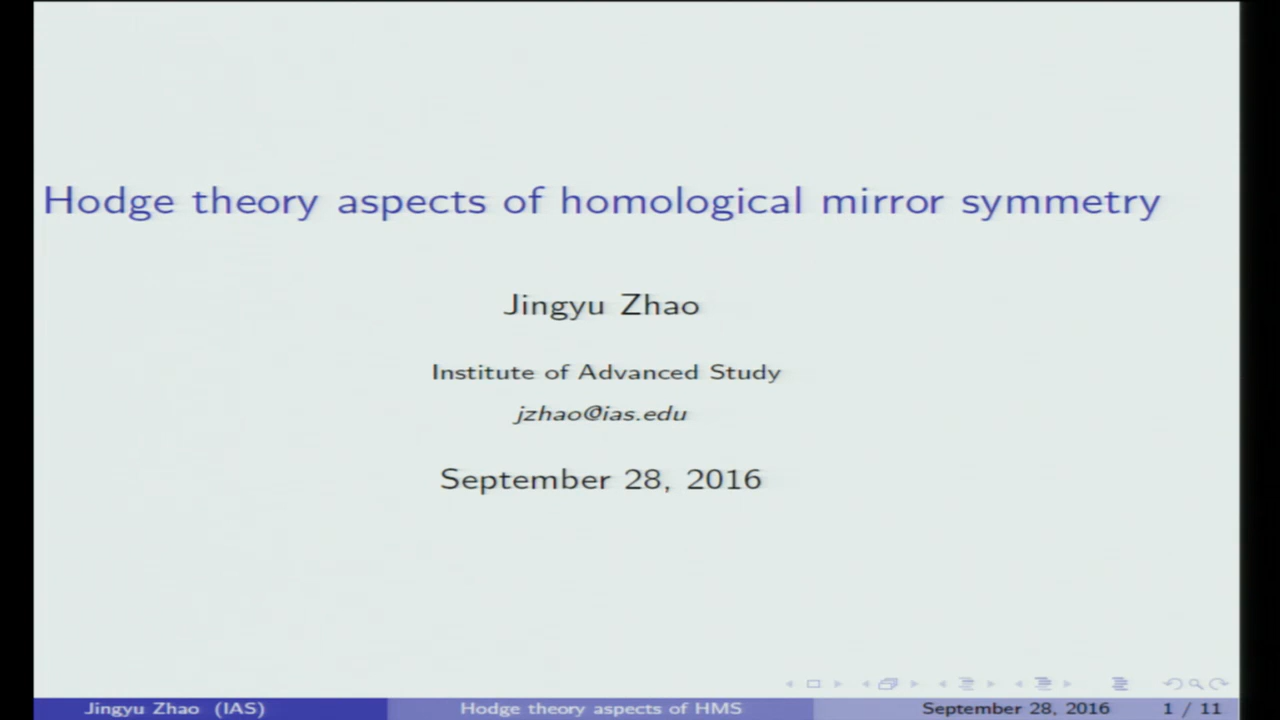 Hodge theory aspects of homological mirror symmetry
Jingyu Zhao
Institute of Advanced Study
jzhao@ias.edu
September 28, 2016
Jingyu Zhao (IAS) Hodge theory aspects of HMS September 28, 2016 1 / 11